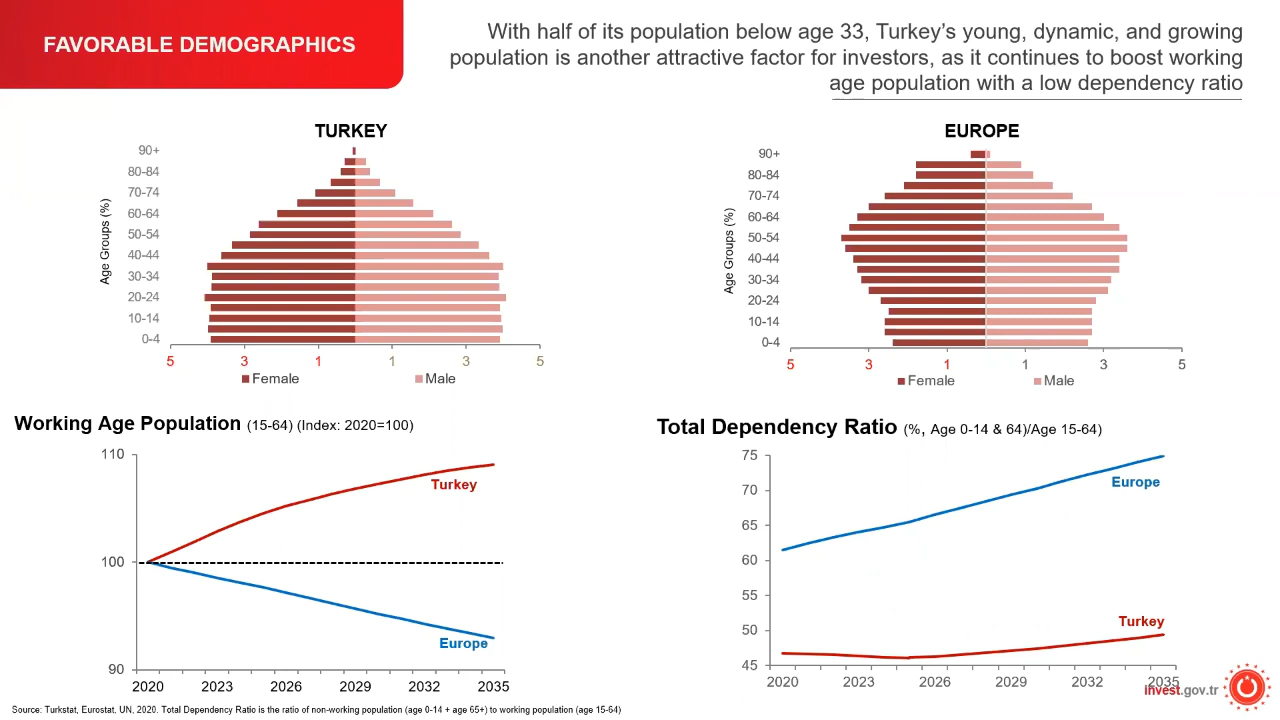 FAVORABLE DEMOGRAPHICS
With half of its population below age 33, Turkey’s young, dynamic, and growing
population is another attractive factor for investors, as it continues to boost working
age population with a low dependency ratio
TURKEY
Age Groups (%)
90+
80-84
70-74
60-64
50-54
40-44
30-34
20-24
10-14
0-4
5 3 1 1 3 5
Female Male
EUROPE
Age Groups (%)
90+
80-84
70-74
60-64
50-54
40-44
30-34
20-24
10-14
0-4
5 3 1 1 3 5
Female Male
Working Age Population (15-64) (Index: 2020=100)
110
100
90
Turkey
Europe
2020 2023 2026 2029 2032 2035
Total Dependency Ratio (%, Age 0-14 & 64)/Age 15-64)
75
70
65
60
55
50
45
Europe
Turkey
2020 2023 2026 2029 2032 2035
invest.gov.tr
Source: Turkstat, Eurostat, UN, 2020. Total Dependency Ratio is the ratio of non-working population (age 0-14 + age 65+) to working population (age 15-64)